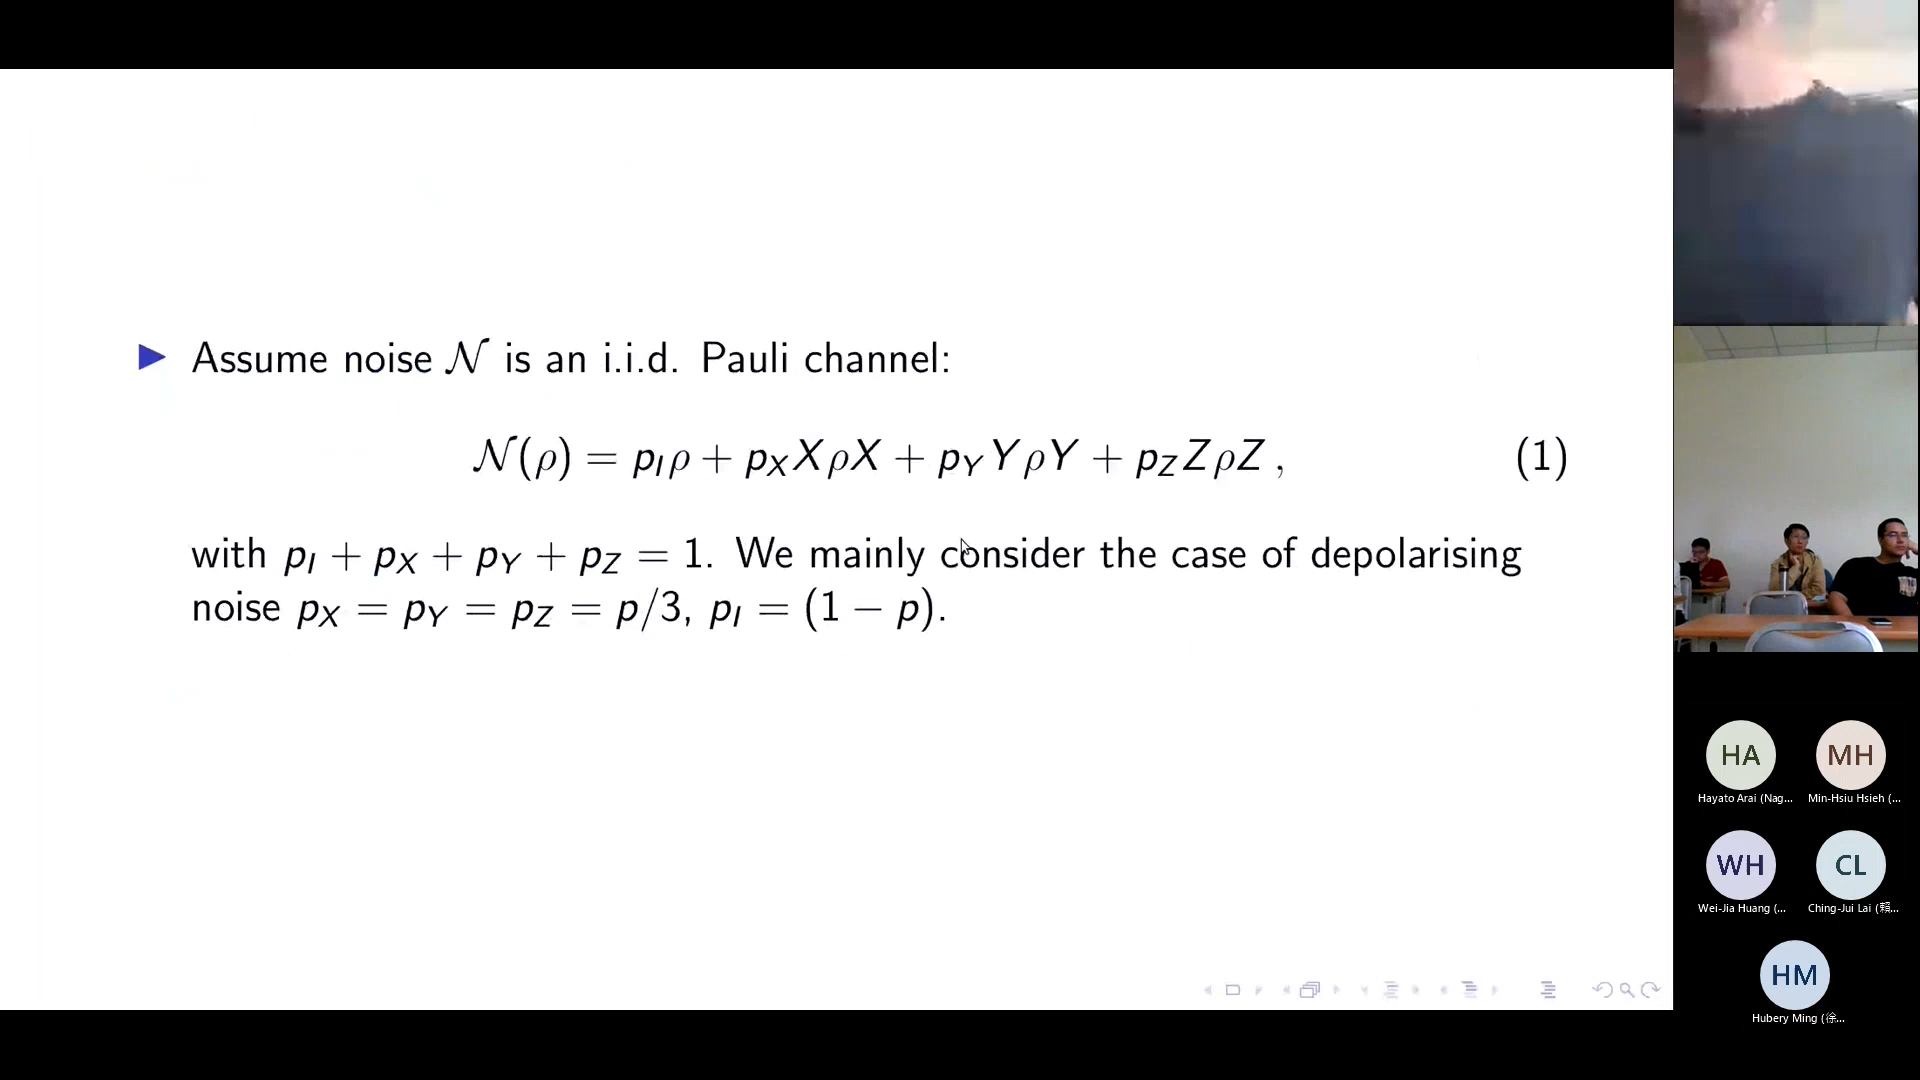 ▶ Assume noise 𝒩 is an i.i.d. Pauli channel:
𝒩(ρ) = p_I ρ + p_X XρX + p_Y YρY + p_Z ZρZ , (1)
with p_I + p_X + p_Y + p_Z = 1. We mainly consider the case of depolarising
noise p_X = p_Y = p_Z = p/3, p_I = (1 − p).
HA MH
Hayato Arai (Nag... Min-Hsiu Hsieh (...
WH CL
Wei-Jia Huang (... Ching-Jui Lai (賴...
HM
Hubery Ming (徐...